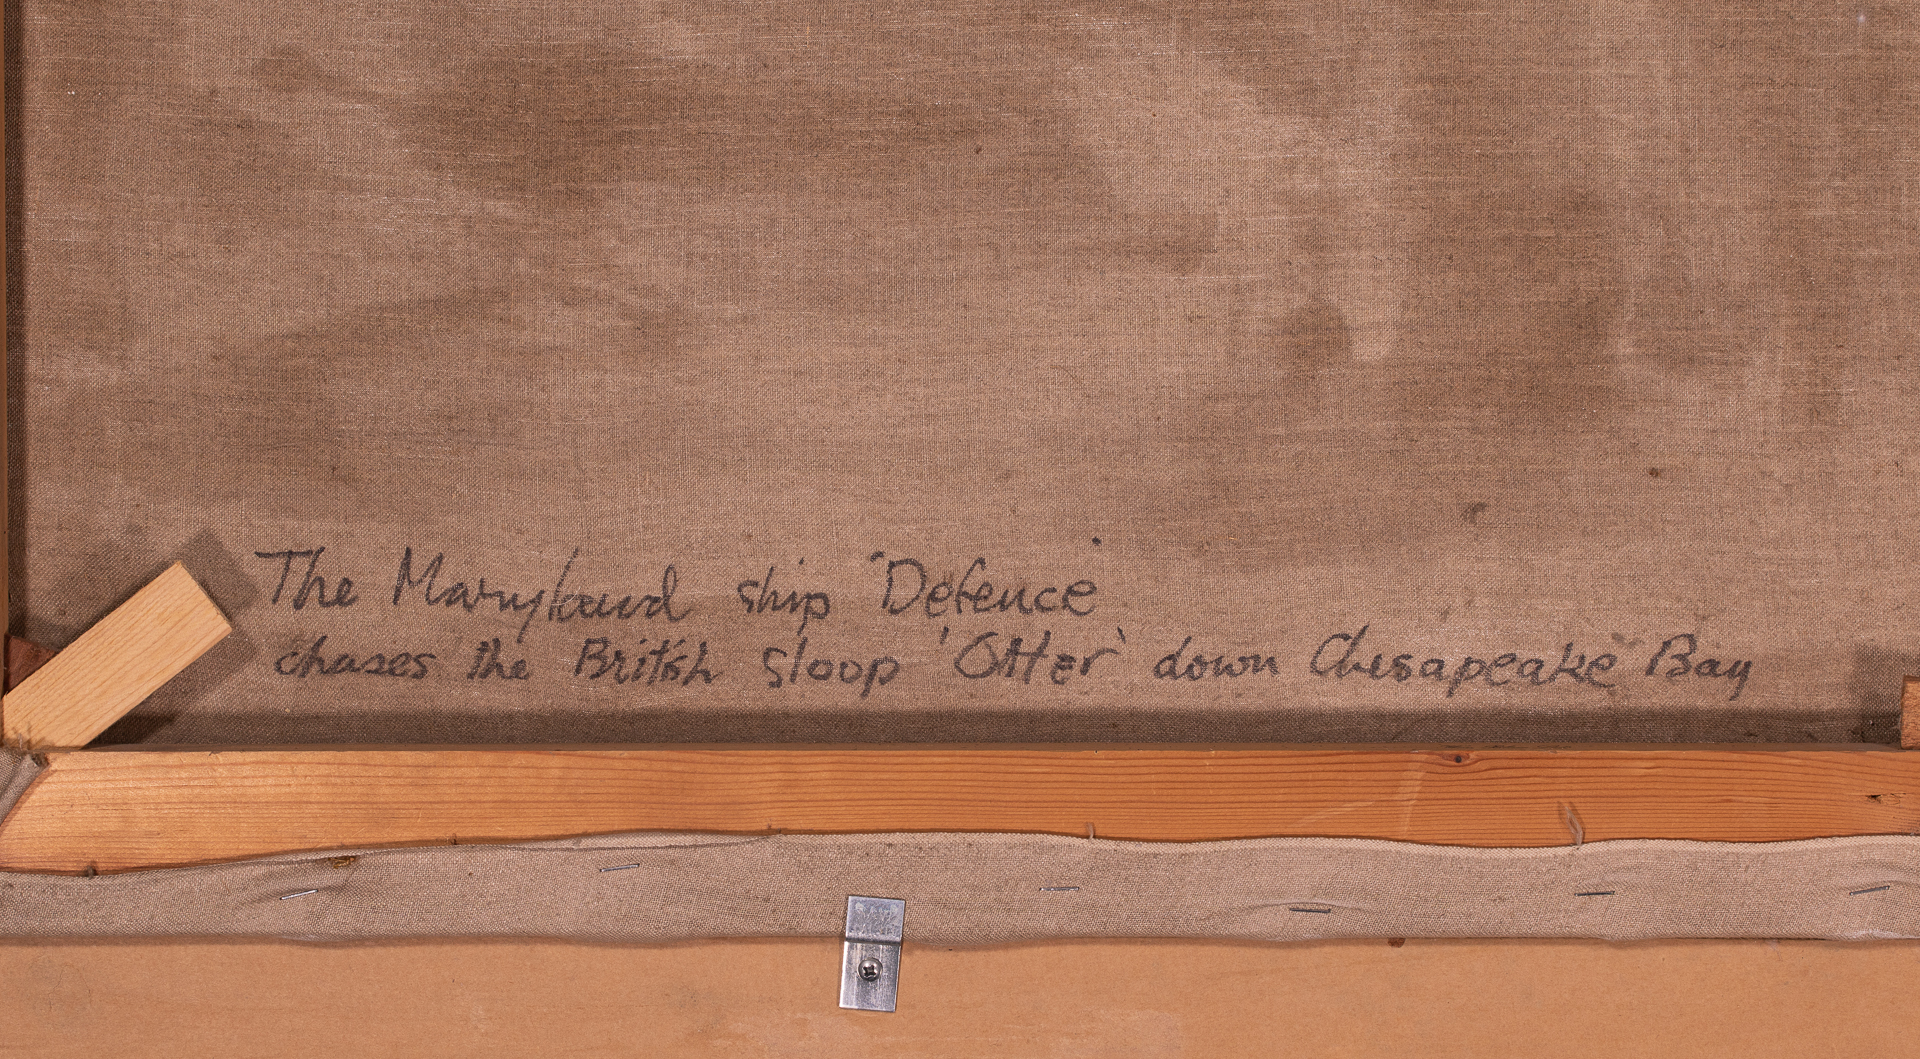 The Maryland ship 'Defence'
chases the British sloop 'Otter' down Chesapeake Bay